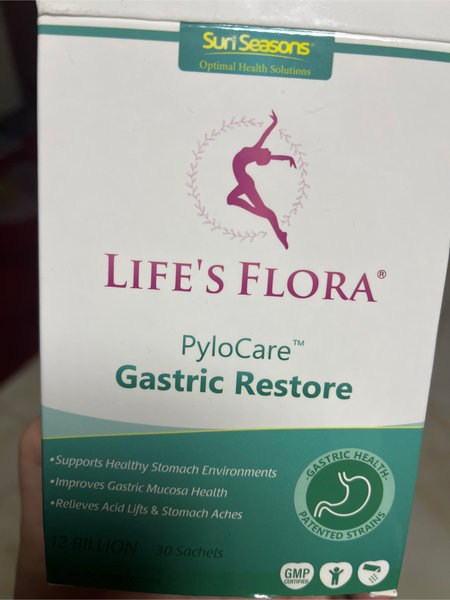 Sun Seasons®
Optimal Health Solutions
LIFE'S FLORA®
PyloCare™
Gastric Restore
•Supports Healthy Stomach Environments
•Improves Gastric Mucosa Health
•Relieves Acid Lifts & Stomach Aches
-GASTRIC HEALTH-
PATENTED STRAINS
12 BILLION 30 Sachets
GMP
CERTIFIED